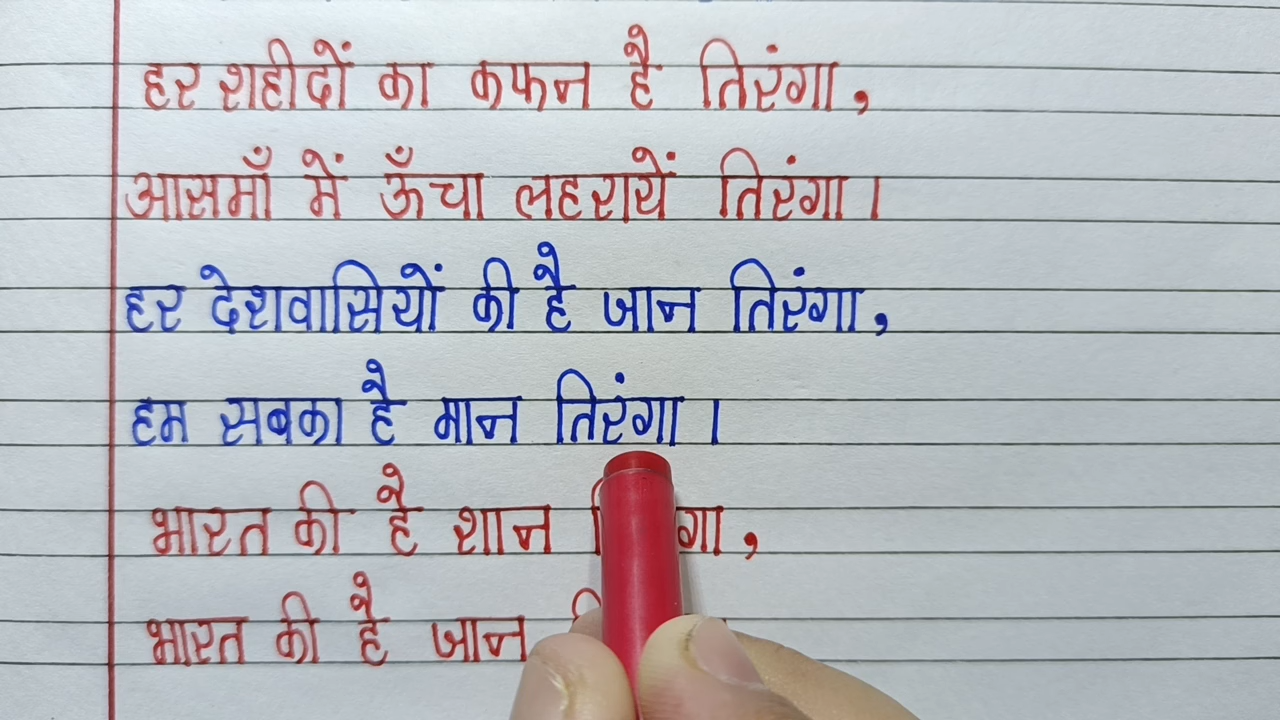 हर शहीदों का कफन है तिरंगा,
आसमाँ में ऊँचा लहरायें तिरंगा।
हर देशवासियों की है जान तिरंगा,
हम सबका है मान तिरंगा।
भारत की है शान
भारत की है जान